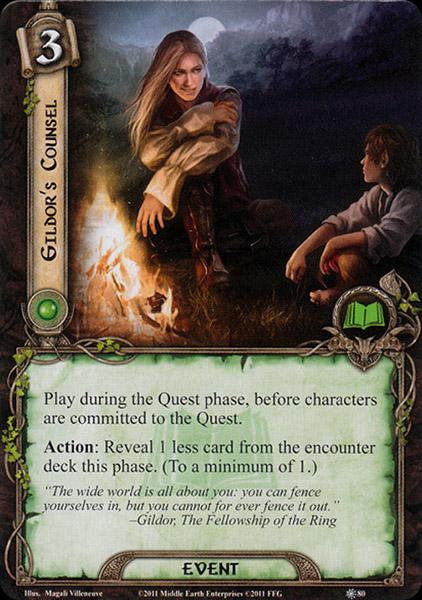 3
Gildor's Counsel
Play during the Quest phase, before characters
are committed to the Quest.
Action: Reveal 1 less card from the encounter
deck this phase. (To a minimum of 1.)
"The wide world is all about you: you can fence
yourselves in, but you cannot for ever fence it out."
–Gildor, The Fellowship of the Ring
EVENT
Illus. Magali Villeneuve
©2011 Middle Earth Enterprises ©2011 FFG
80